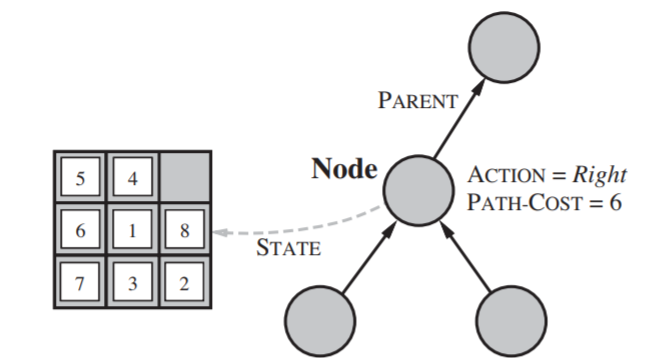 PARENT
Node
ACTION = Right
PATH-COST = 6
STATE
5 4
6 1 8
7 3 2